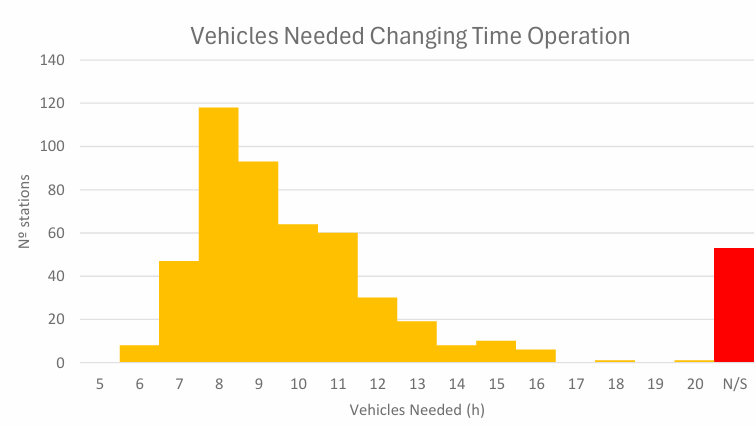 Vehicles Needed Changing Time Operation
140
120
100
80
60
40
20
0
Nº stations
5 6 7 8 9 10 11 12 13 14 15 16 17 18 19 20 N/S
Vehicles Needed (h)